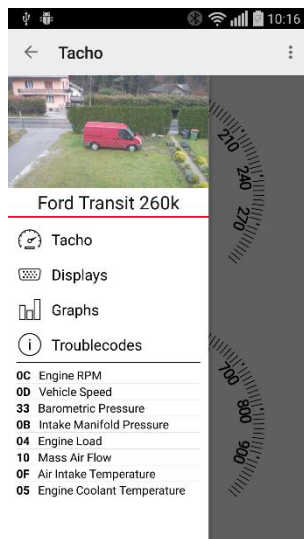 10:16
Tacho
Ford Transit 260k
Tacho
Displays
Graphs
Troublecodes
0C Engine RPM
0D Vehicle Speed
33 Barometric Pressure
0B Intake Manifold Pressure
04 Engine Load
10 Mass Air Flow
0F Air Intake Temperature
05 Engine Coolant Temperature
210
240
270
700
800
900